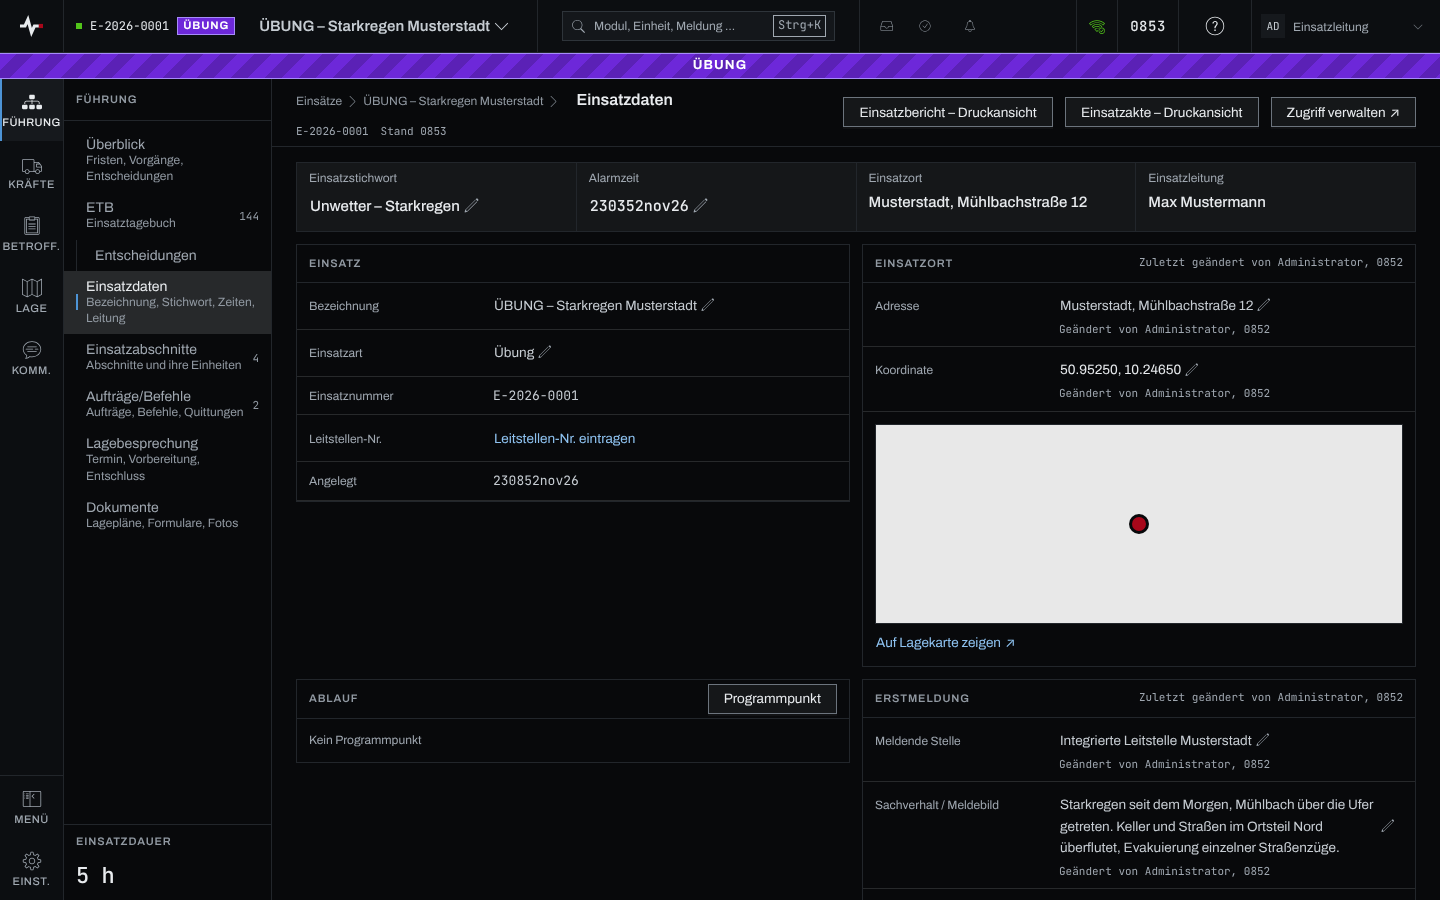 E-2026-0001 ÜBUNG ÜBUNG – Starkregen Musterstadt
Modul, Einheit, Meldung ... Strg+K
0853
?
AD Einsatzleitung
ÜBUNG
FÜHRUNG
KRÄFTE
BETROFF.
LAGE
KOMM.
MENÜ
EINST.
FÜHRUNG
Überblick
Fristen, Vorgänge,
Entscheidungen
ETB
Einsatztagebuch
144
Entscheidungen
Einsatzdaten
Bezeichnung, Stichwort, Zeiten,
Leitung
Einsatzabschnitte
Abschnitte und ihre Einheiten
4
Aufträge/Befehle
Aufträge, Befehle, Quittungen
2
Lagebesprechung
Termin, Vorbereitung,
Entschluss
Dokumente
Lagepläne, Formulare, Fotos
EINSATZDAUER
5 h
Einsätze ÜBUNG – Starkregen Musterstadt Einsatzdaten
E-2026-0001 Stand 0853
Einsatzbericht – Druckansicht
Einsatzakte – Druckansicht
Zugriff verwalten ↗
Einsatzstichwort
Unwetter – Starkregen
Alarmzeit
230352nov26
Einsatzort
Musterstadt, Mühlbachstraße 12
Einsatzleitung
Max Mustermann
EINSATZ
Bezeichnung ÜBUNG – Starkregen Musterstadt
Einsatzart Übung
Einsatznummer E-2026-0001
Leitstellen-Nr. Leitstellen-Nr. eintragen
Angelegt 230852nov26
EINSATZORT Zuletzt geändert von Administrator, 0852
Adresse Musterstadt, Mühlbachstraße 12
Geändert von Administrator, 0852
Koordinate 50.95250, 10.24650
Geändert von Administrator, 0852
Auf Lagekarte zeigen ↗
ABLAUF Programmpunkt
Kein Programmpunkt
ERSTMELDUNG Zuletzt geändert von Administrator, 0852
Meldende Stelle Integrierte Leitstelle Musterstadt
Geändert von Administrator, 0852
Sachverhalt / Meldebild Starkregen seit dem Morgen, Mühlbach über die Ufer
getreten. Keller und Straßen im Ortsteil Nord
überflutet, Evakuierung einzelner Straßenzüge.
Geändert von Administrator, 0852